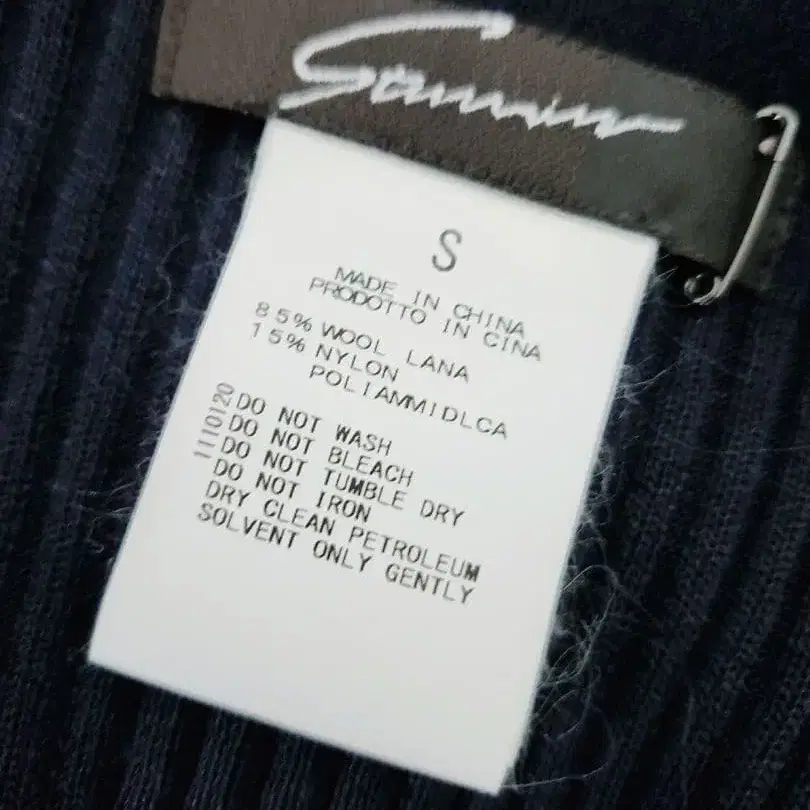 S
MADE IN CHINA
PRODOTTO IN CINA
85% WOOL LANA
15% NYLON
POLIAMMIDLCA
1110120
DO NOT WASH
DO NOT BLEACH
DO NOT TUMBLE DRY
DO NOT IRON
DRY CLEAN PETROLEUM
SOLVENT ONLY GENTLY